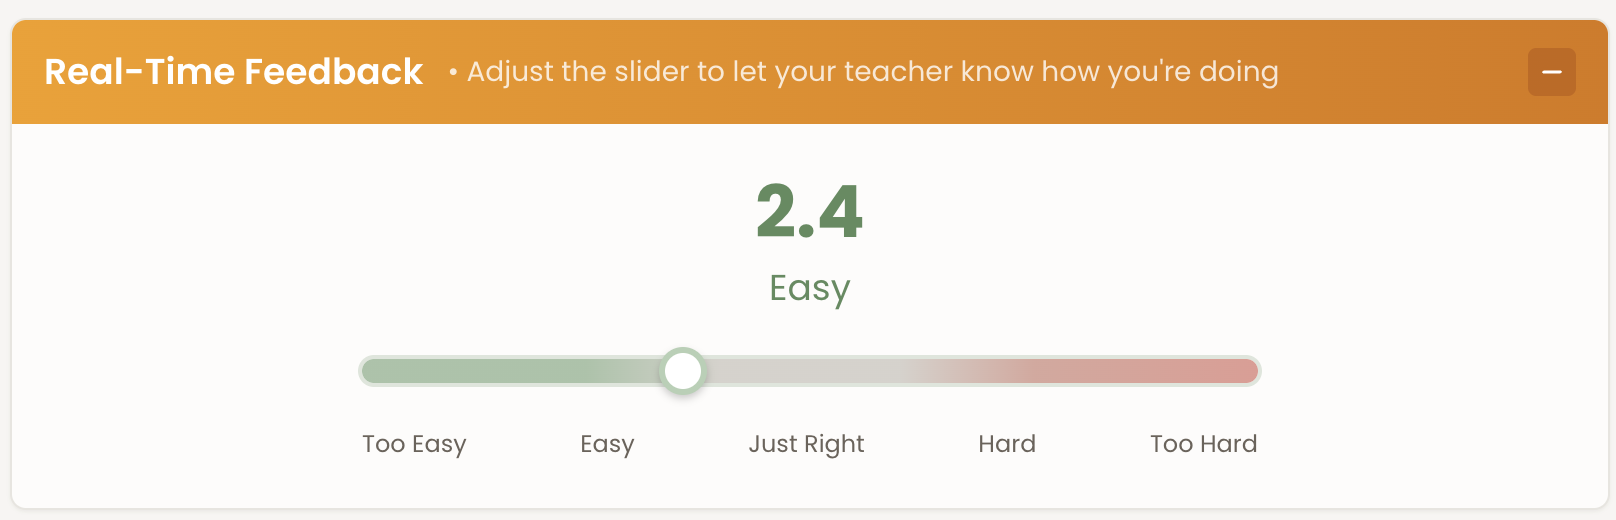 Real-Time Feedback • Adjust the slider to let your teacher know how you're doing
2.4
Easy
Too Easy Easy Just Right Hard Too Hard